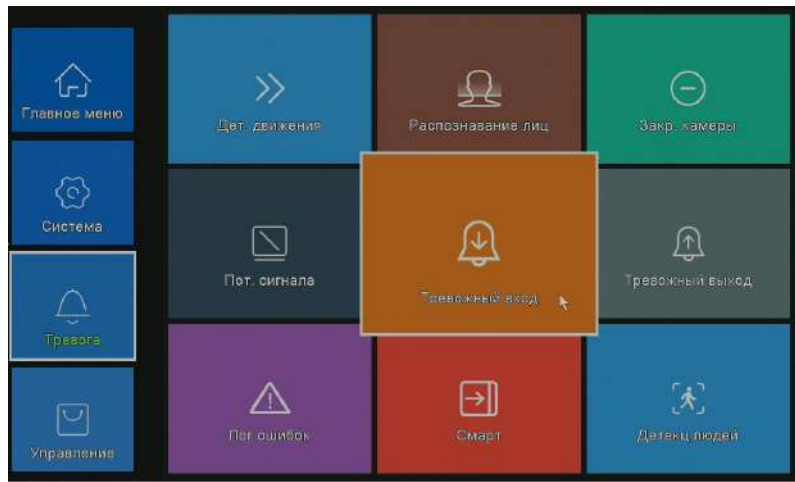 Главное меню
Дет. движения
Распознавание лиц
Закр. камеры
Система
Пот. сигнала
Тревожный вход
Тревожный выход
Тревога
Лог ошибок
Смарт
Детекц людей
Управление